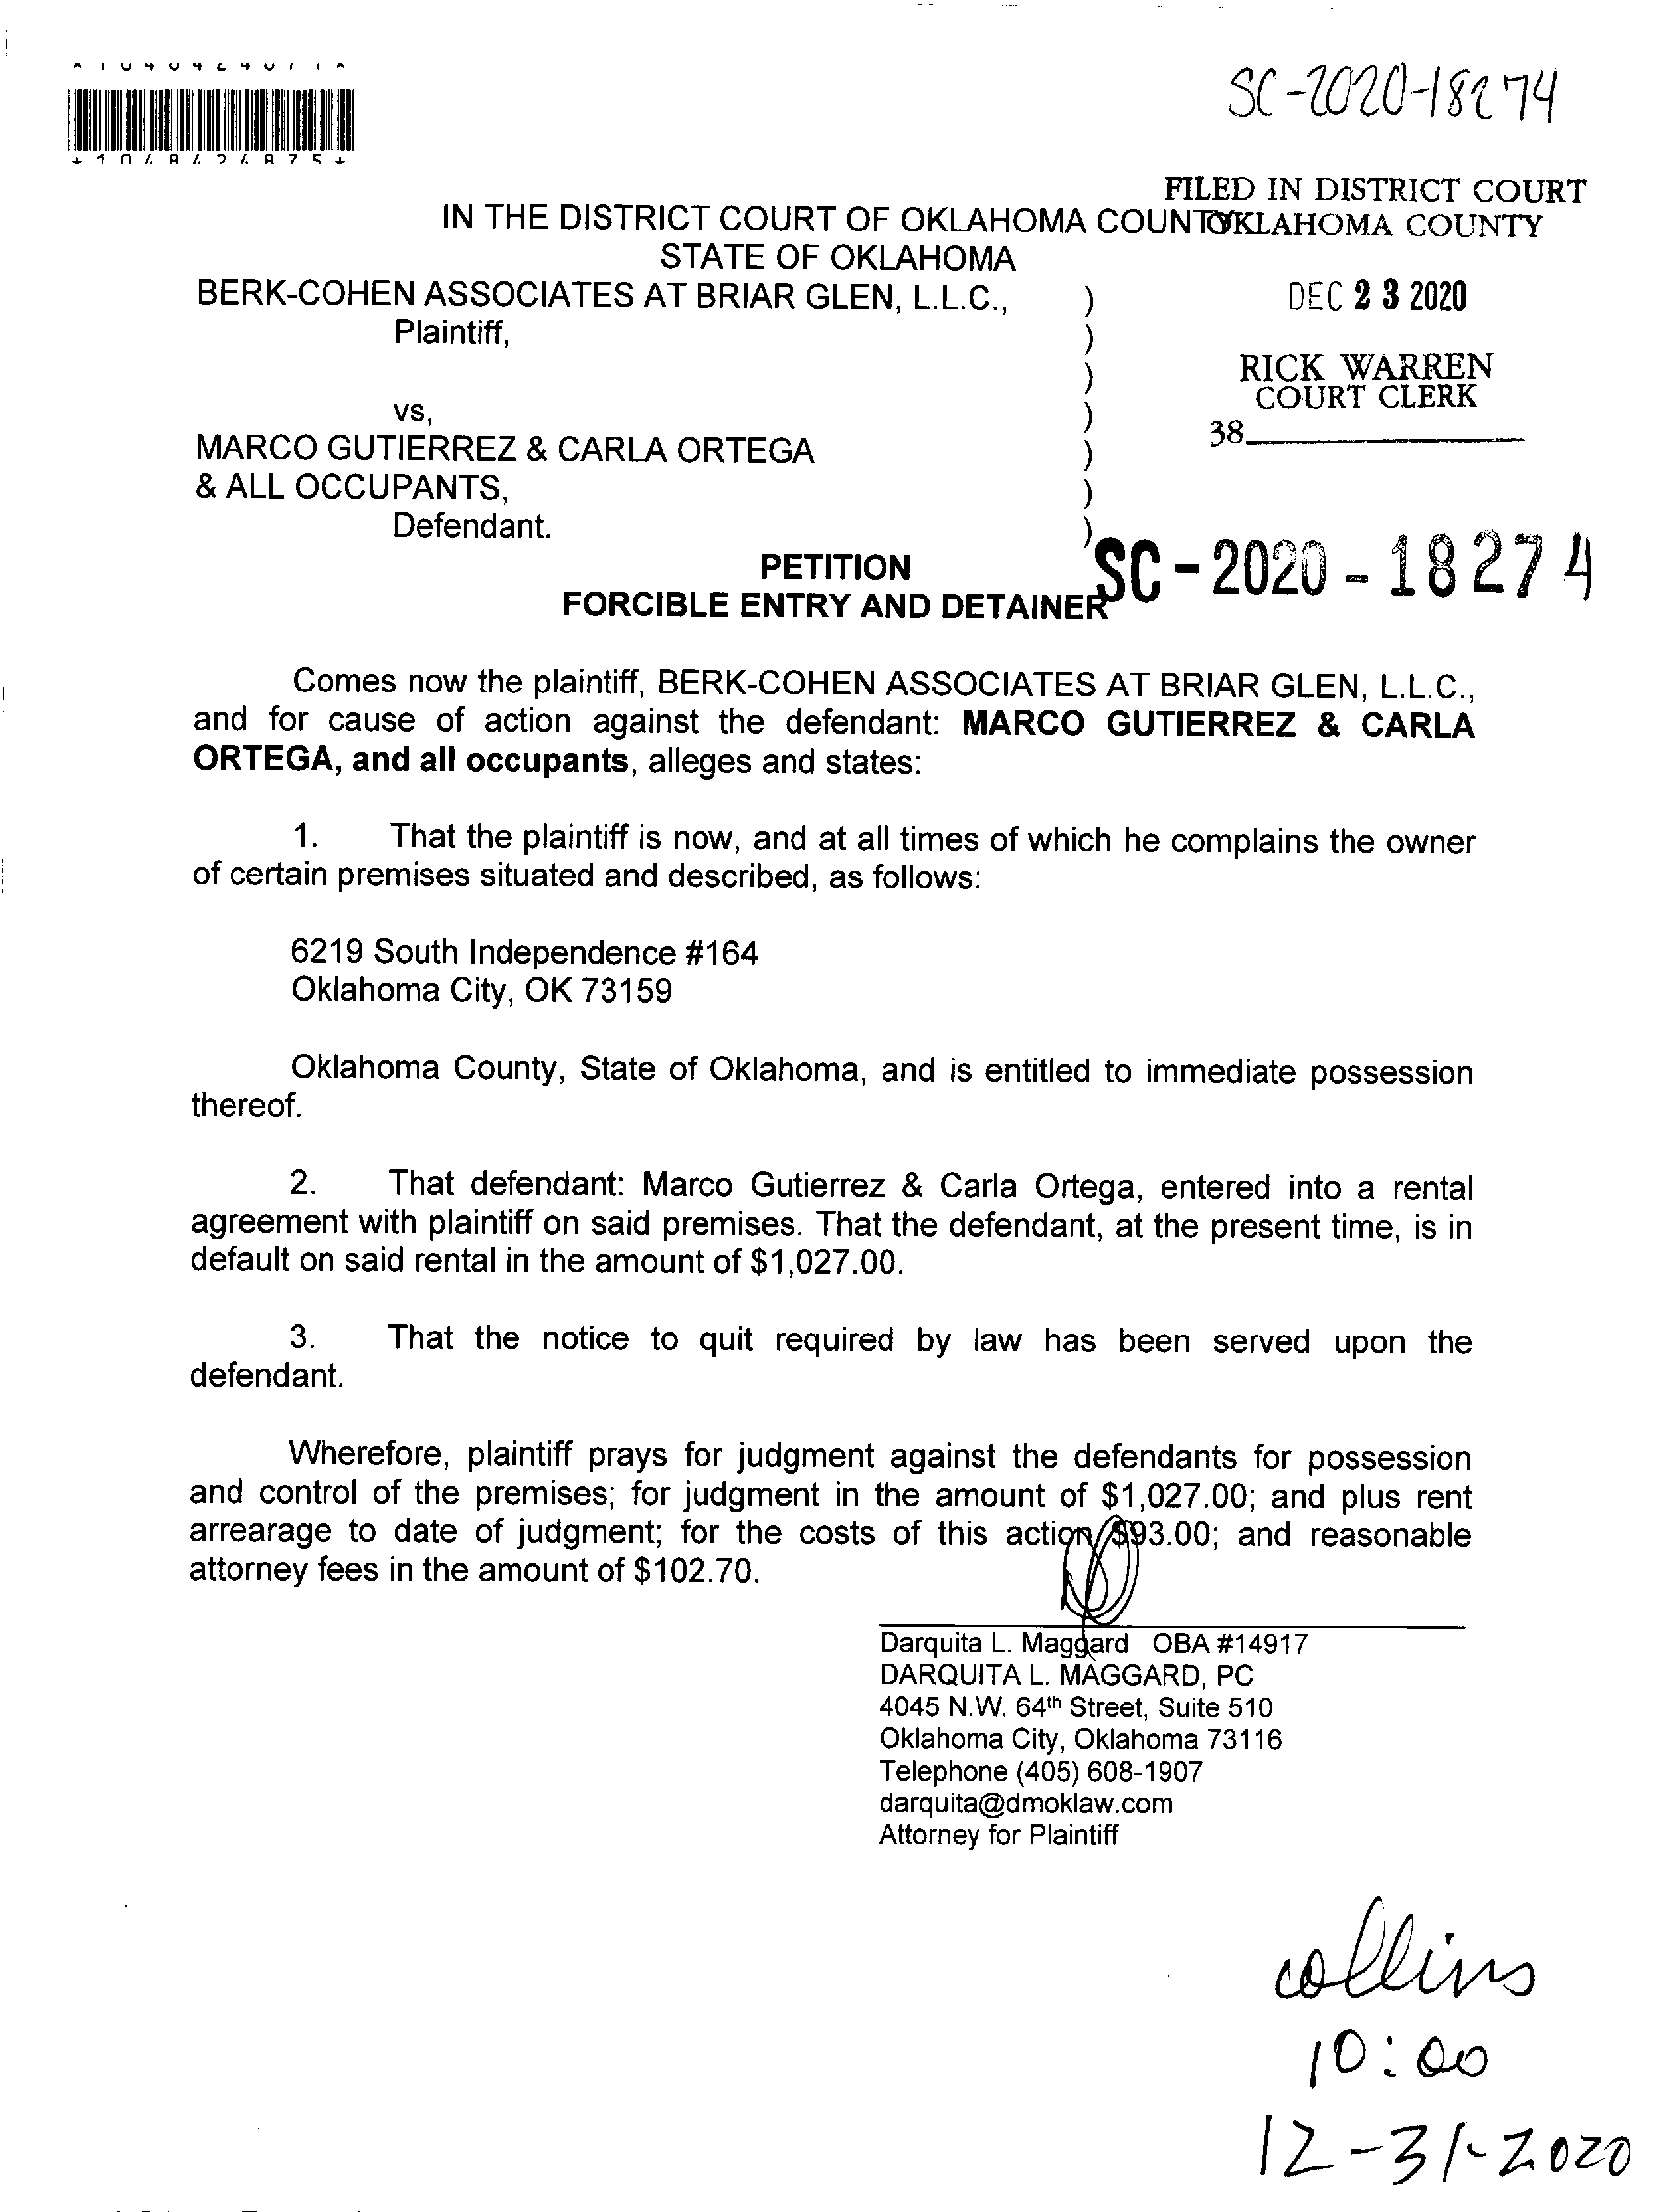 SC-2020-18274
*1048424875*
FILED IN DISTRICT COURT
OKLAHOMA COUNTY
IN THE DISTRICT COURT OF OKLAHOMA COUNTY
STATE OF OKLAHOMA
BERK-COHEN ASSOCIATES AT BRIAR GLEN, L.L.C., )
Plaintiff, )
)
vs, )
MARCO GUTIERREZ & CARLA ORTEGA )
& ALL OCCUPANTS, )
Defendant. )
DEC 23 2020
RICK WARREN
COURT CLERK
38
SC-2020-18274
PETITION
FORCIBLE ENTRY AND DETAINER
Comes now the plaintiff, BERK-COHEN ASSOCIATES AT BRIAR GLEN, L.L.C.,
and for cause of action against the defendant: MARCO GUTIERREZ & CARLA
ORTEGA, and all occupants, alleges and states:
1. That the plaintiff is now, and at all times of which he complains the owner
of certain premises situated and described, as follows:
6219 South Independence #164
Oklahoma City, OK 73159
Oklahoma County, State of Oklahoma, and is entitled to immediate possession
thereof.
2. That defendant: Marco Gutierrez & Carla Ortega, entered into a rental
agreement with plaintiff on said premises. That the defendant, at the present time, is in
default on said rental in the amount of $1,027.00.
3. That the notice to quit required by law has been served upon the
defendant.
Wherefore, plaintiff prays for judgment against the defendants for possession
and control of the premises; for judgment in the amount of $1,027.00; and plus rent
arrearage to date of judgment; for the costs of this action $93.00; and reasonable
attorney fees in the amount of $102.70.
Darquita L. Maggard OBA #14917
DARQUITA L. MAGGARD, PC
4045 N.W. 64th Street, Suite 510
Oklahoma City, Oklahoma 73116
Telephone (405) 608-1907
darquita@dmoklaw.com
Attorney for Plaintiff
collins
10:00
12-31-2020